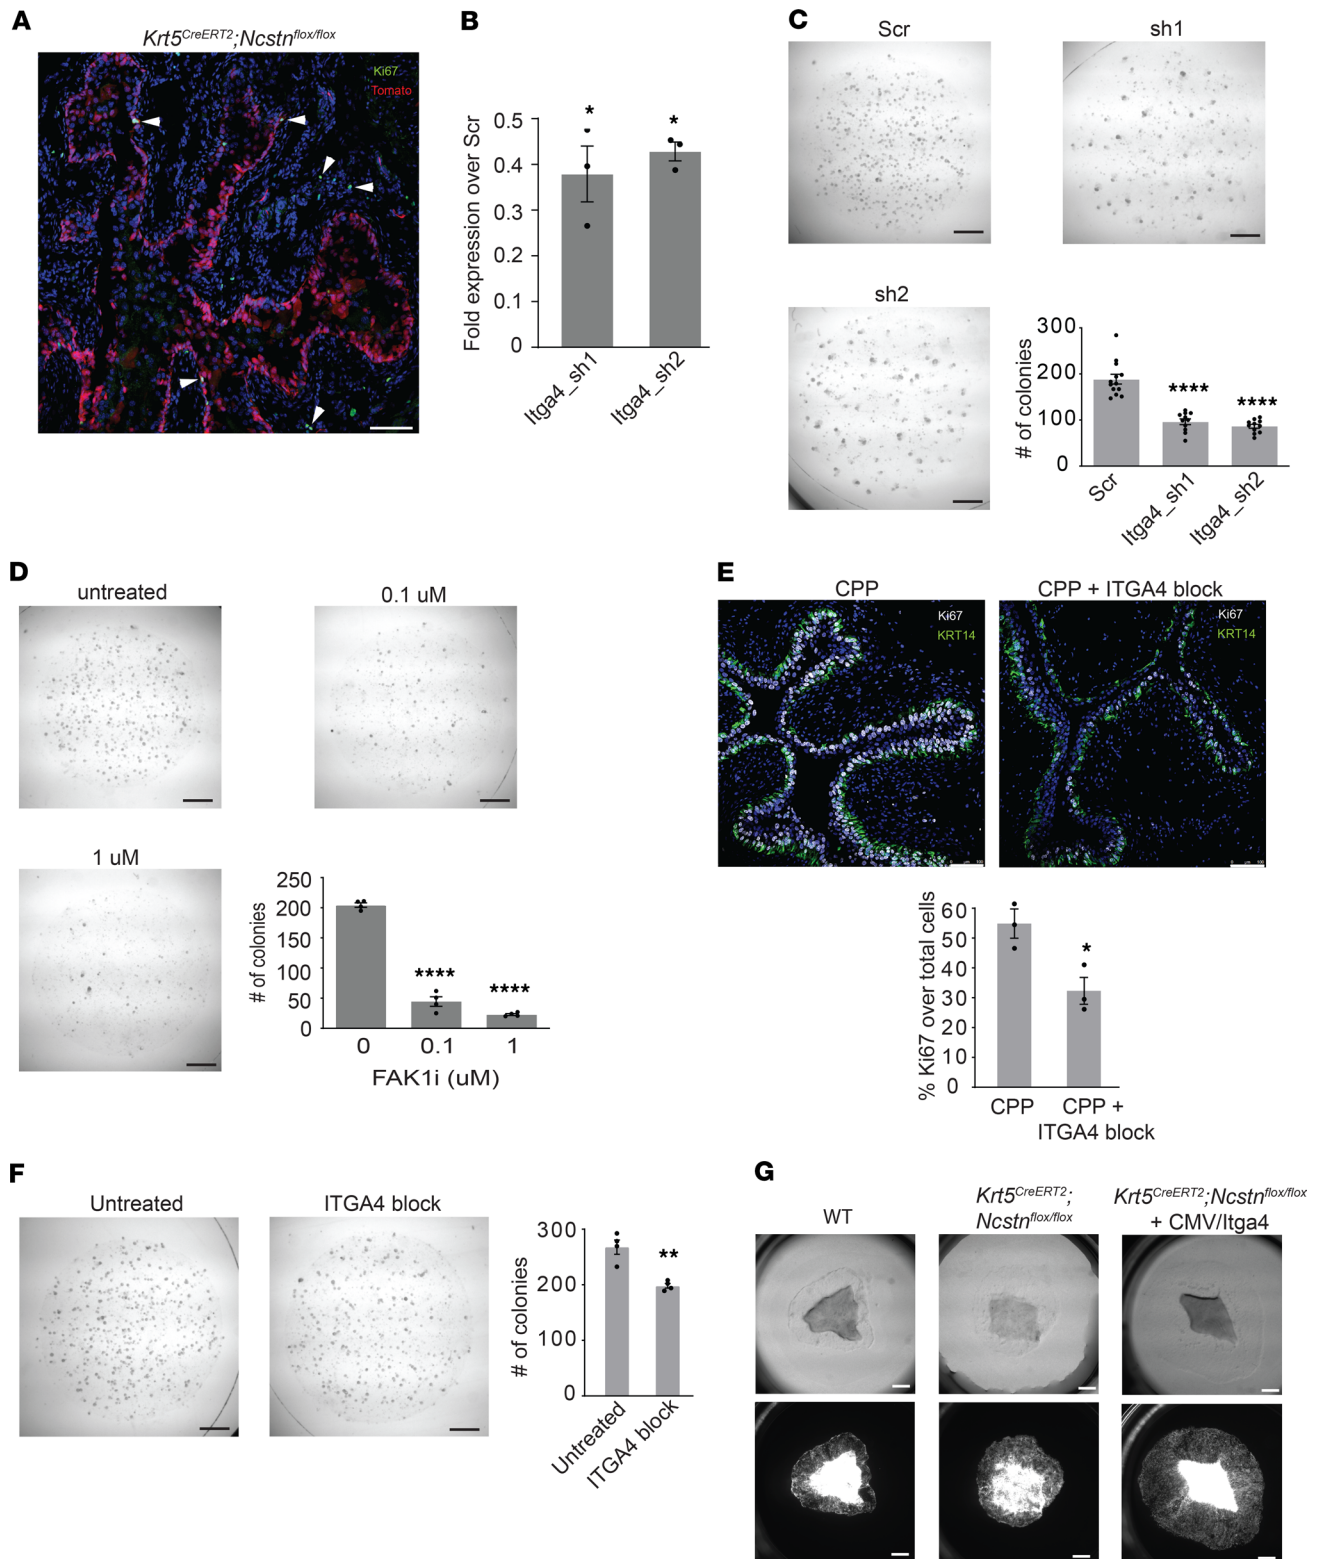 A
Krt5CreERT2;Ncstnflox/flox
Ki67
Tomato
B
Fold expression over Scr
0.5
0.4
0.3
0.2
0.1
0
*
*
Itga4_sh1
Itga4_sh2
C
Scr
sh1
sh2
# of colonies
300
200
100
0
****
****
Scr
Itga4_sh1
Itga4_sh2
D
untreated
0.1 uM
1 uM
# of colonies
250
200
150
100
50
0
****
****
0
0.1
1
FAK1i (uM)
E
CPP
CPP + ITGA4 block
Ki67
KRT14
Ki67
KRT14
% Ki67 over total cells
60
50
40
30
20
10
0
*
CPP
CPP +
ITGA4 block
F
Untreated
ITGA4 block
# of colonies
300
200
100
0
**
Untreated
ITGA4 block
G
WT
Krt5CreERT2;
Ncstnflox/flox
Krt5CreERT2;Ncstnflox/flox
+ CMV/Itga4